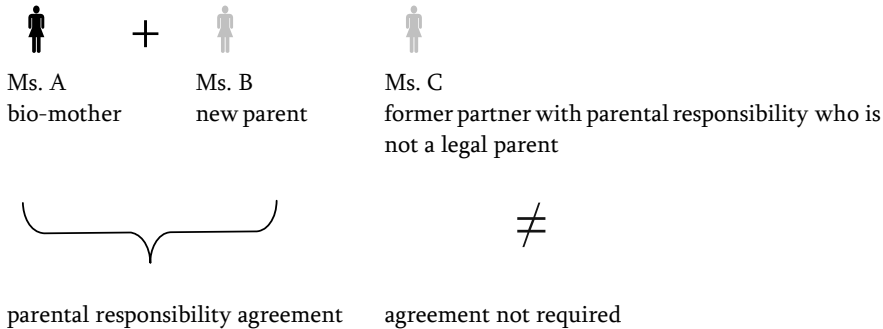 +
Ms. A Ms. B Ms. C
bio-mother new parent former partner with parental responsibility who is
not a legal parent
≠
parental responsibility agreement agreement not required